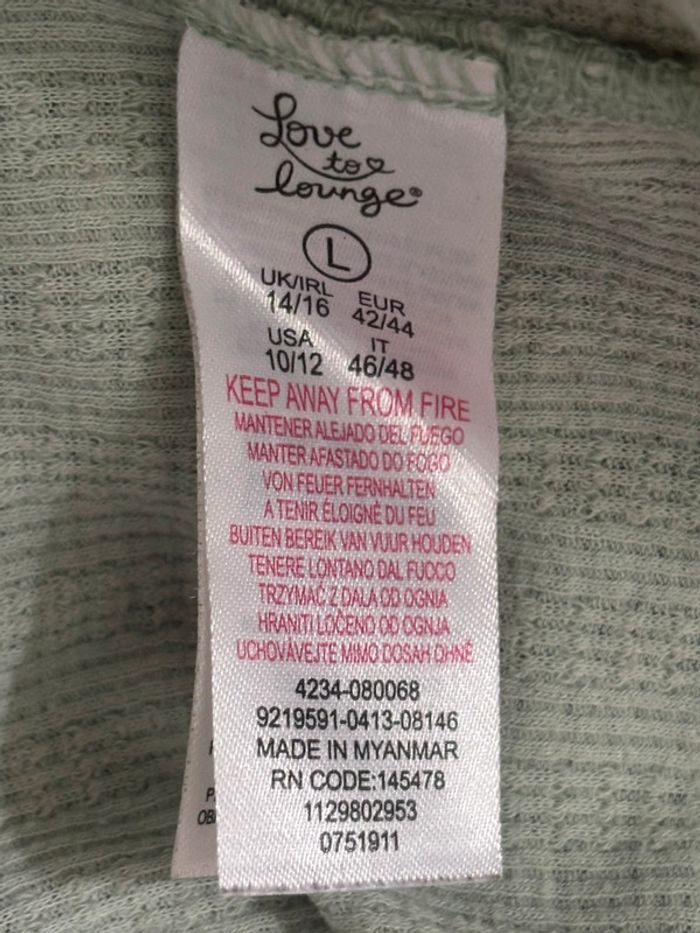 Love
to
lounge®
L
UK/IRL EUR
14/16 42/44
USA IT
10/12 46/48
KEEP AWAY FROM FIRE
MANTENER ALEJADO DEL FUEGO
MANTER AFASTADO DO FOGO
VON FEUER FERNHALTEN
A TENIR ÉLOIGNÉ DU FEU
BUITEN BEREIK VAN VUUR HOUDEN
TENERE LONTANO DAL FUOCO
TRZYMAĆ Z DALA OD OGNIA
HRANITI LOČENO OD OGNJA
UCHOVÁVEJTE MIMO DOSAH OHNĚ
4234-080068
9219591-0413-08146
MADE IN MYANMAR
RN CODE:145478
1129802953
0751911